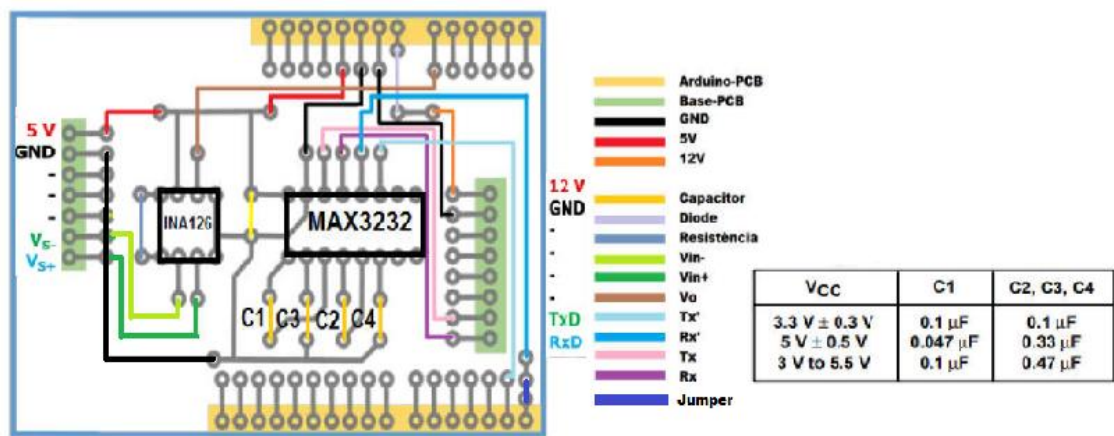 5 V
GND
-
-
-
VS-
VS+
INA126
MAX3232
C1
C3
C2
C4
12 V
GND
-
-
-
-
TxD
RxD
Arduino-PCB
Base-PCB
GND
5V
12V
Capacitor
Diode
Resistència
Vin-
Vin+
Vo
Tx'
Rx'
Tx
Rx
Jumper
VCC C1 C2, C3, C4
3.3 V ± 0.3 V 0.1 µF 0.1 µF
5 V ± 0.5 V 0.047 µF 0.33 µF
3 V to 5.5 V 0.1 µF 0.47 µF